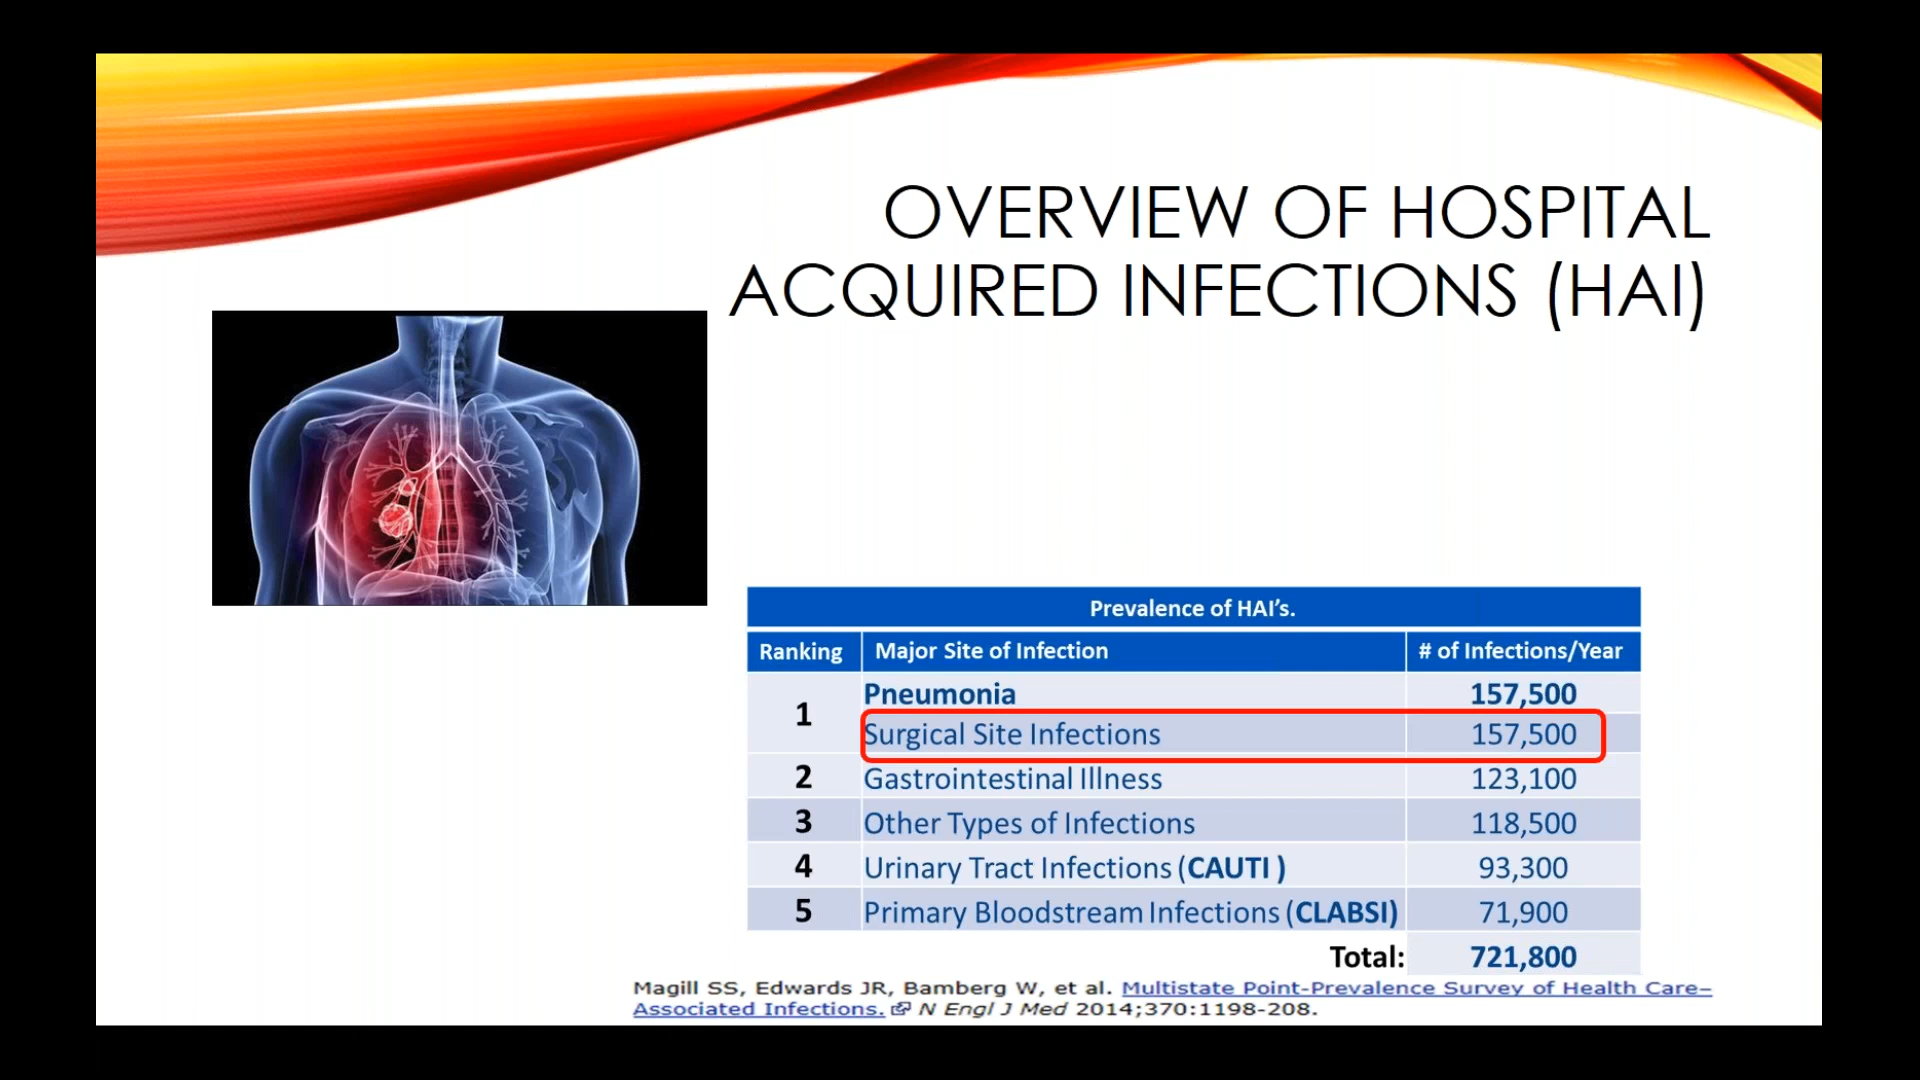 OVERVIEW OF HOSPITAL
ACQUIRED INFECTIONS (HAI)
Prevalence of HAI's.
Ranking Major Site of Infection # of Infections/Year
1 Pneumonia 157,500
Surgical Site Infections 157,500
2 Gastrointestinal Illness 123,100
3 Other Types of Infections 118,500
4 Urinary Tract Infections (CAUTI ) 93,300
5 Primary Bloodstream Infections (CLABSI) 71,900
Total: 721,800
Magill SS, Edwards JR, Bamberg W, et al. Multistate Point-Prevalence Survey of Health Care–
Associated Infections. N Engl J Med 2014;370:1198-208.